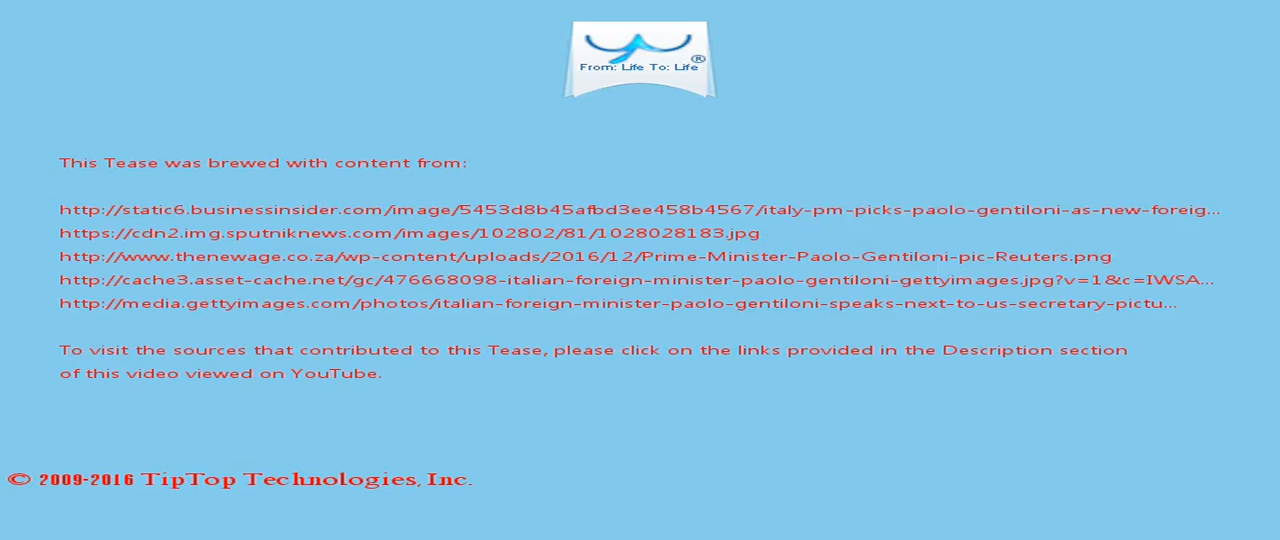 From: Life To: Life ®
This Tease was brewed with content from:
http://static6.businessinsider.com/image/5453d8b45afbd3ee458b4567/italy-pm-picks-paolo-gentiloni-as-new-foreig...
https://cdn2.img.sputniknews.com/images/102802/81/1028028183.jpg
http://www.thenewage.co.za/wp-content/uploads/2016/12/Prime-Minister-Paolo-Gentiloni-pic-Reuters.png
http://cache3.asset-cache.net/gc/476668098-italian-foreign-minister-paolo-gentiloni-gettyimages.jpg?v=1&c=IWSA...
http://media.gettyimages.com/photos/italian-foreign-minister-paolo-gentiloni-speaks-next-to-us-secretary-pictu...
To visit the sources that contributed to this Tease, please click on the links provided in the Description section
of this video viewed on YouTube.
© 2009-2016 TipTop Technologies, Inc.